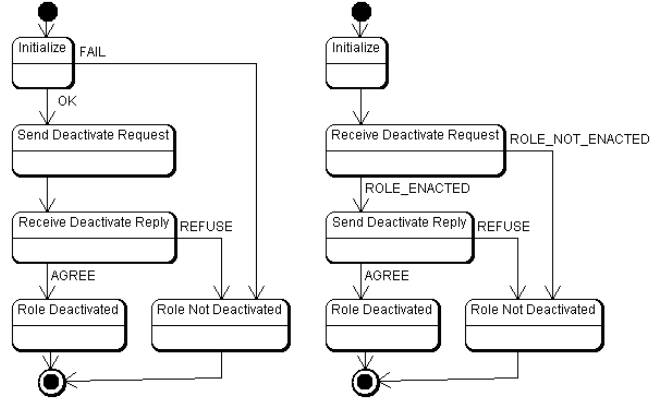 Initialize
FAIL
OK
Send Deactivate Request
Receive Deactivate Reply
REFUSE
AGREE
Role Deactivated
Role Not Deactivated
Initialize
Receive Deactivate Request
ROLE_NOT_ENACTED
ROLE_ENACTED
Send Deactivate Reply
REFUSE
AGREE
Role Deactivated
Role Not Deactivated